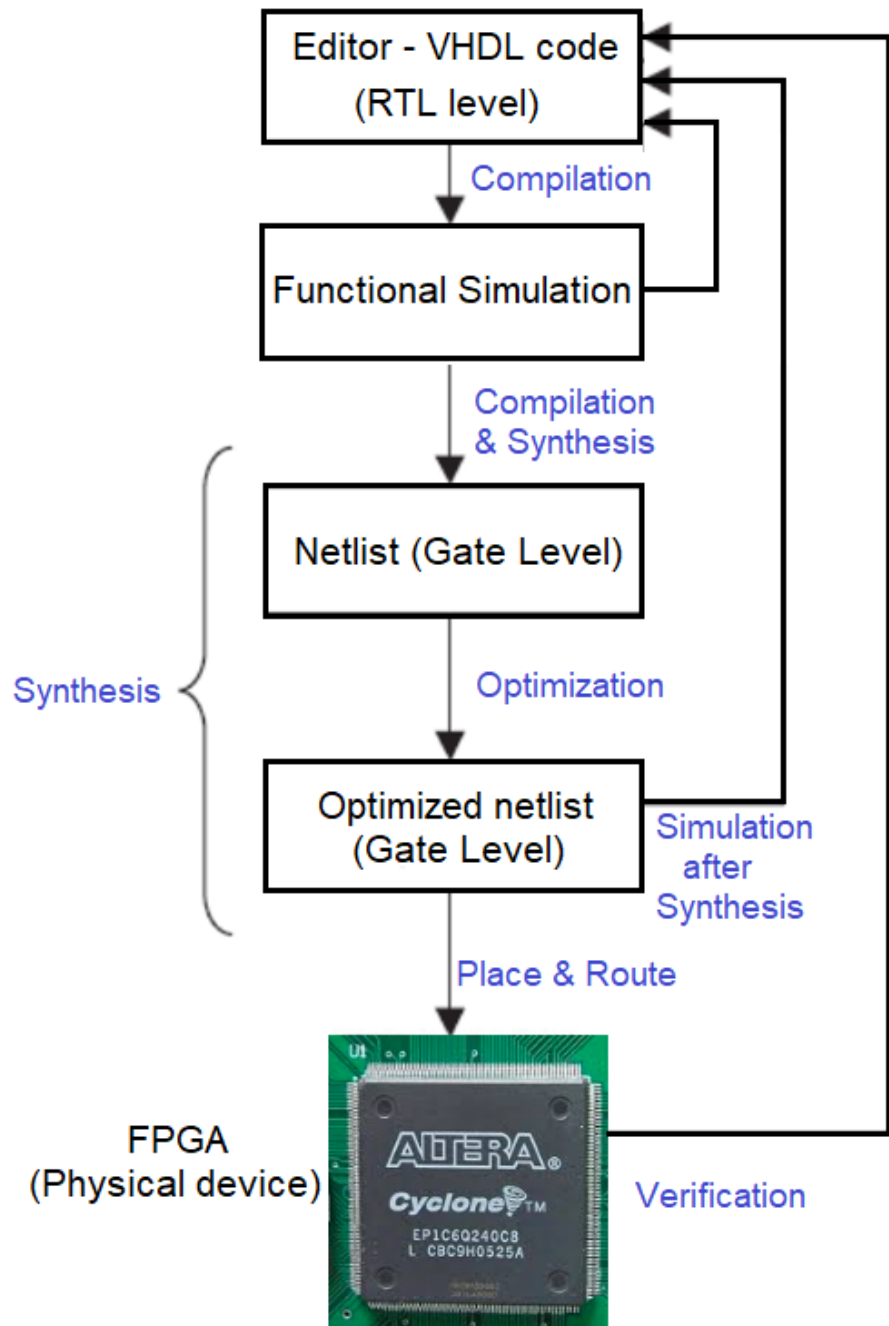 Editor - VHDL code
(RTL level)
Compilation
Functional Simulation
Compilation
& Synthesis
Netlist (Gate Level)
Synthesis
Optimization
Optimized netlist
(Gate Level)
Simulation
after
Synthesis
Place & Route
U1
FPGA
(Physical device)
ALTERA®
Cyclone™
EP1C6Q240C8
L CBC9H0525A
Verification